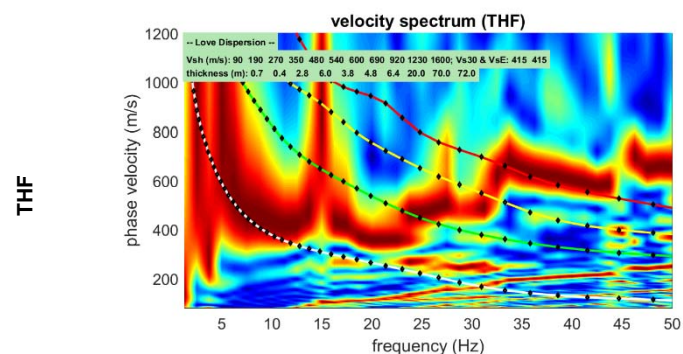 velocity spectrum (THF)
-- Love Dispersion --
Vsh (m/s): 90 190 270 350 480 540 600 690 920 1230 1600; Vs30 & VsE: 415 415
thickness (m): 0.7 0.4 2.8 6.0 3.8 4.8 6.4 20.0 70.0 72.0
THF
phase velocity (m/s)
1200
1000
800
600
400
200
5 10 15 20 25 30 35 40 45 50
frequency (Hz)